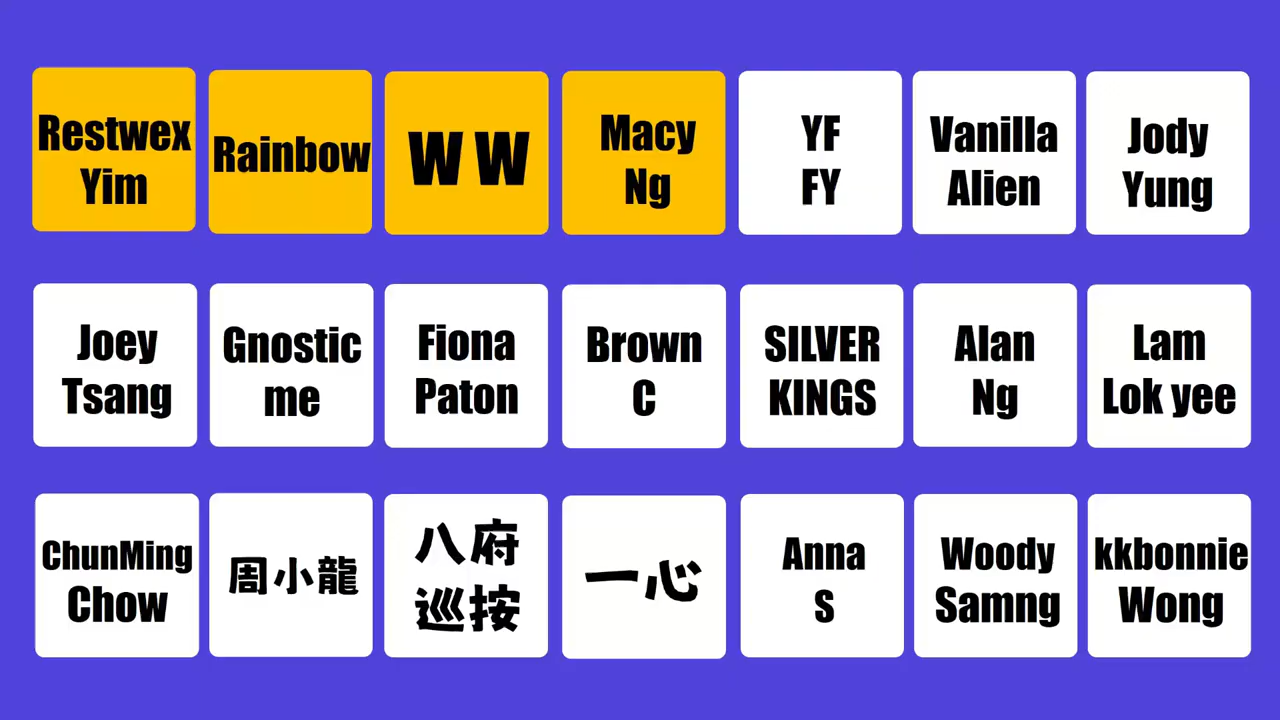 Restwex
Yim
Rainbow
W W
Macy
Ng
YF
FY
Vanilla
Alien
Jody
Yung
Joey
Tsang
Gnostic
me
Fiona
Paton
Brown
C
SILVER
KINGS
Alan
Ng
Lam
Lok yee
ChunMing
Chow
周小龍
八府
巡按
一心
Anna
S
Woody
Samng
kkbonnie
Wong